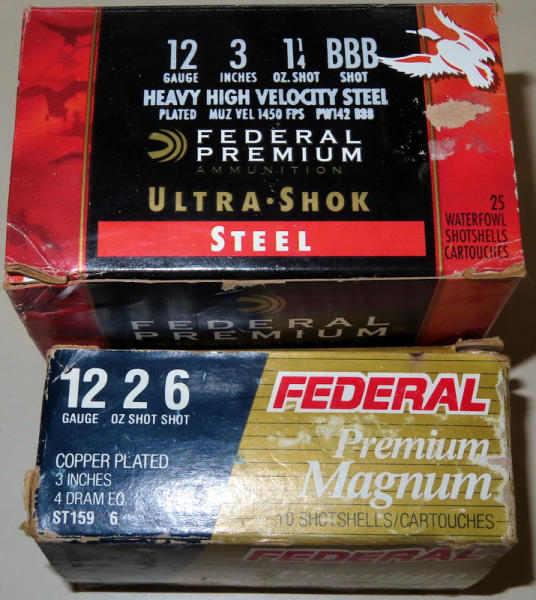 12 3 1 1/4 BBB
GAUGE INCHES OZ. SHOT SHOT
HEAVY HIGH VELOCITY STEEL
PLATED MUZ VEL 1450 FPS PW142 BBB
FEDERAL
PREMIUM
AMMUNITION
ULTRA·SHOK
STEEL
25
WATERFOWL
SHOTSHELLS
CARTOUCHES
FEDERAL
PREMIUM
12 2 6
GAUGE OZ SHOT SHOT
COPPER PLATED
3 INCHES
4 DRAM EQ.
ST159 6
FEDERAL
Premium
Magnum
10 SHOTSHELLS/CARTOUCHES
FEDERAL